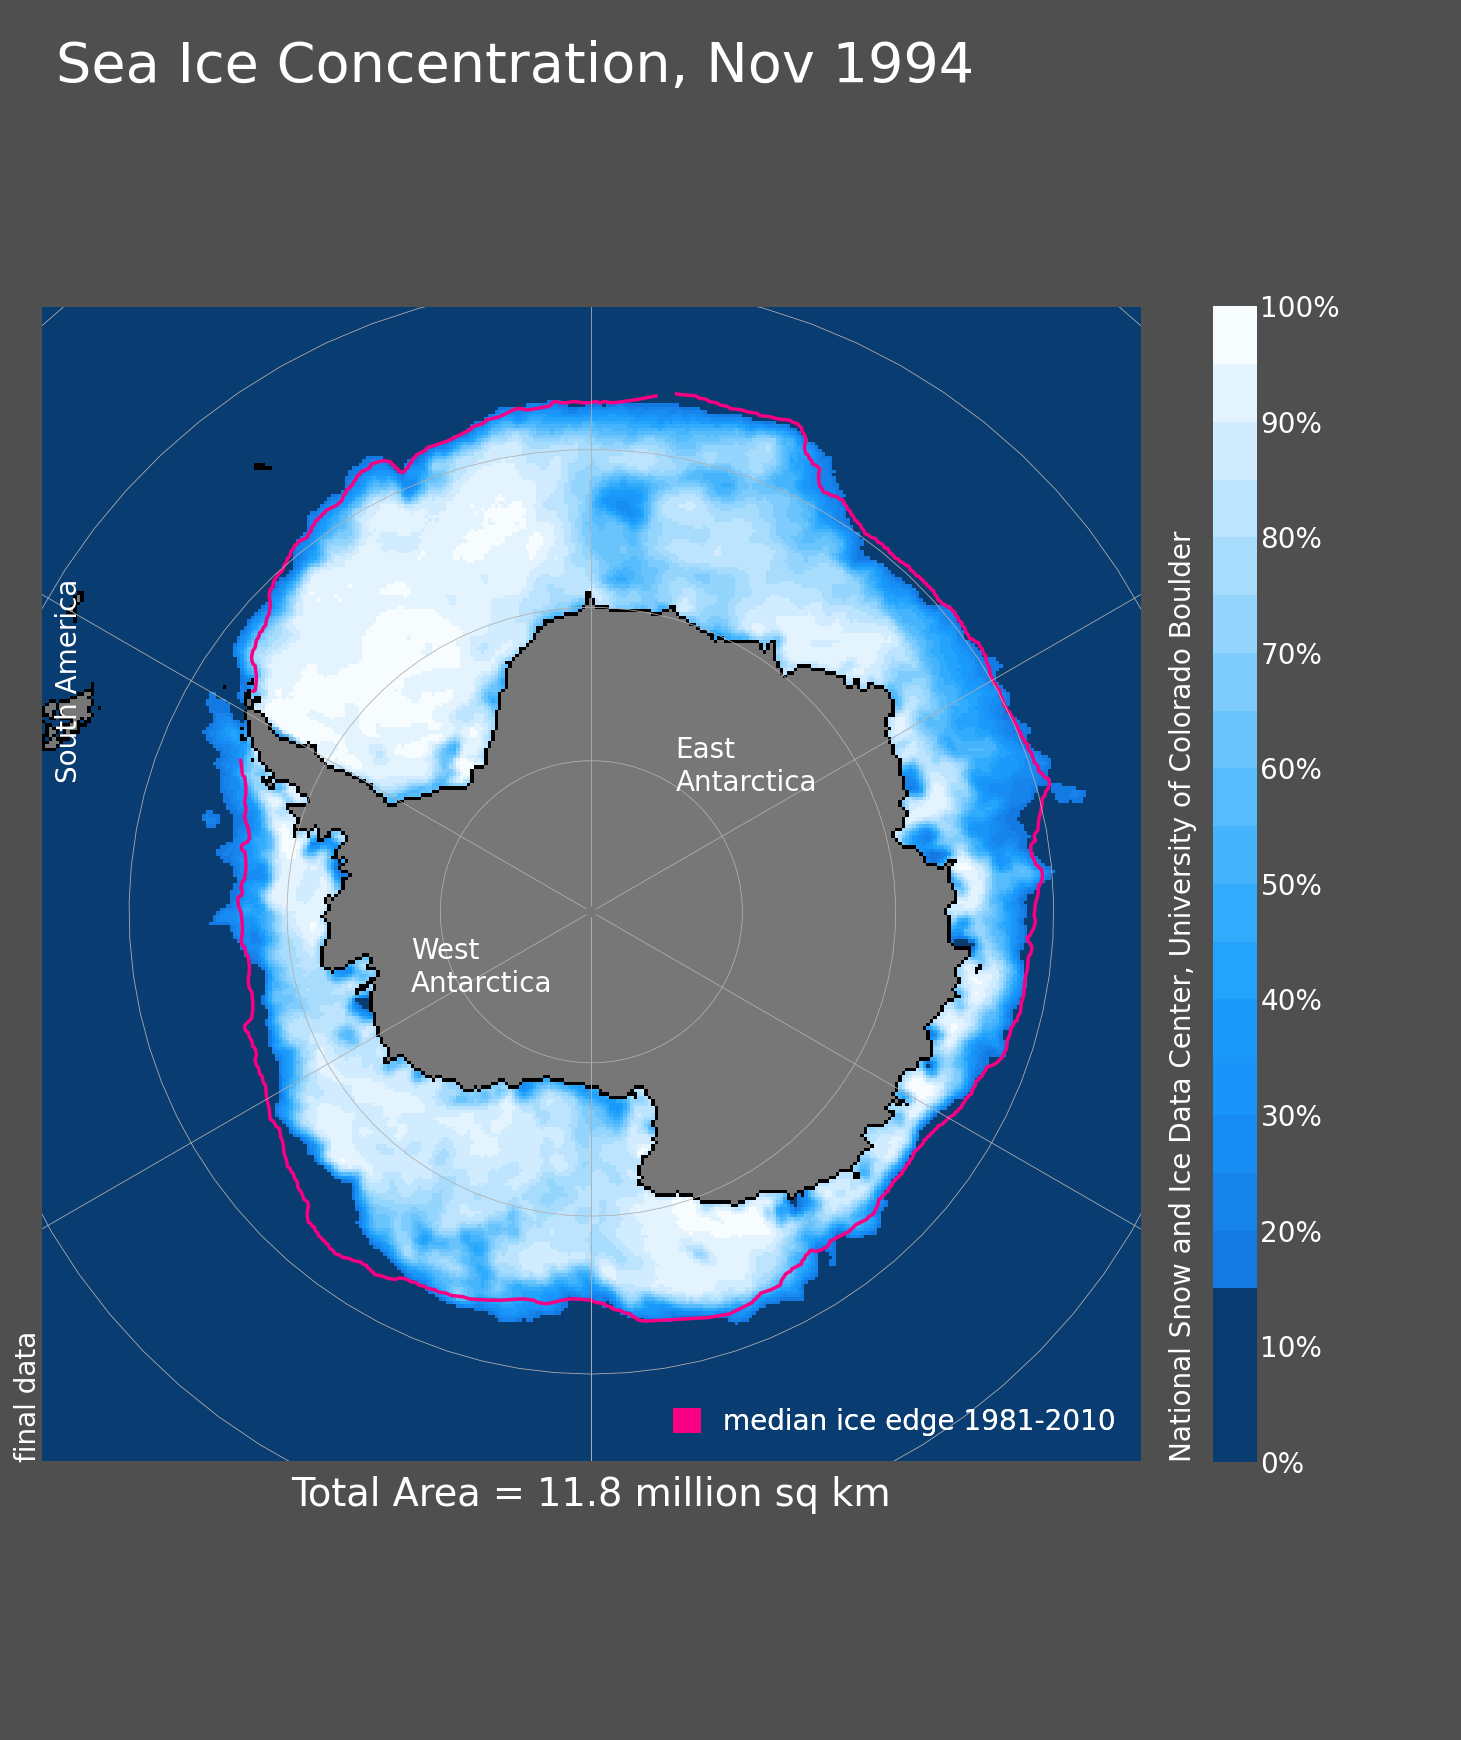 Sea Ice Concentration, Nov 1994
South America
East
Antarctica
West
Antarctica
median ice edge 1981-2010
final data
Total Area = 11.8 million sq km
National Snow and Ice Data Center, University of Colorado Boulder
100%
90%
80%
70%
60%
50%
40%
30%
20%
10%
0%